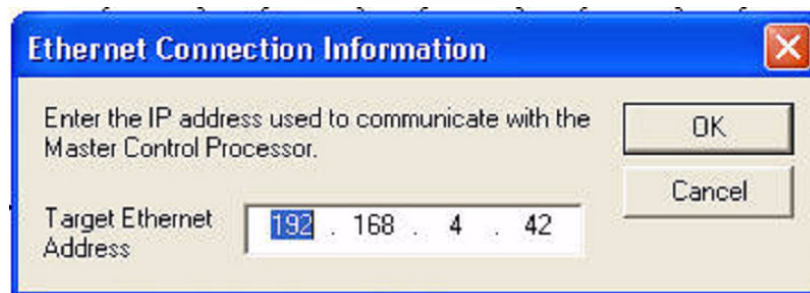 Ethernet Connection Information
Enter the IP address used to communicate with the
Master Control Processor.
OK
Cancel
Target Ethernet
Address
192 . 168 . 4 . 42